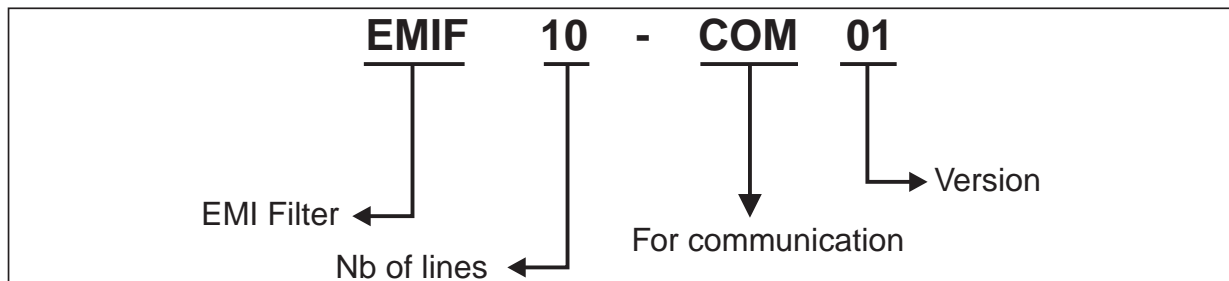 EMIF 10 - COM 01
Version
EMI Filter
For communication
Nb of lines